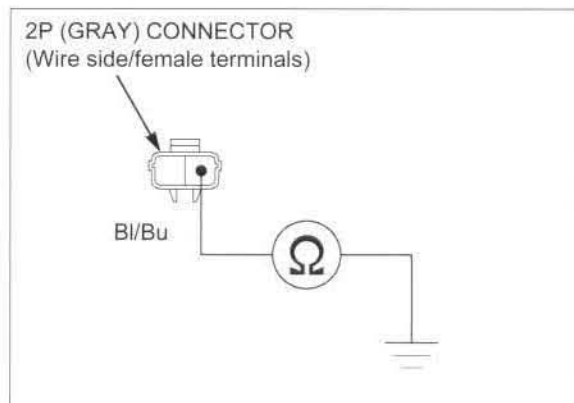 2P (GRAY) CONNECTOR
(Wire side/female terminals)
Bl/Bu
Ω